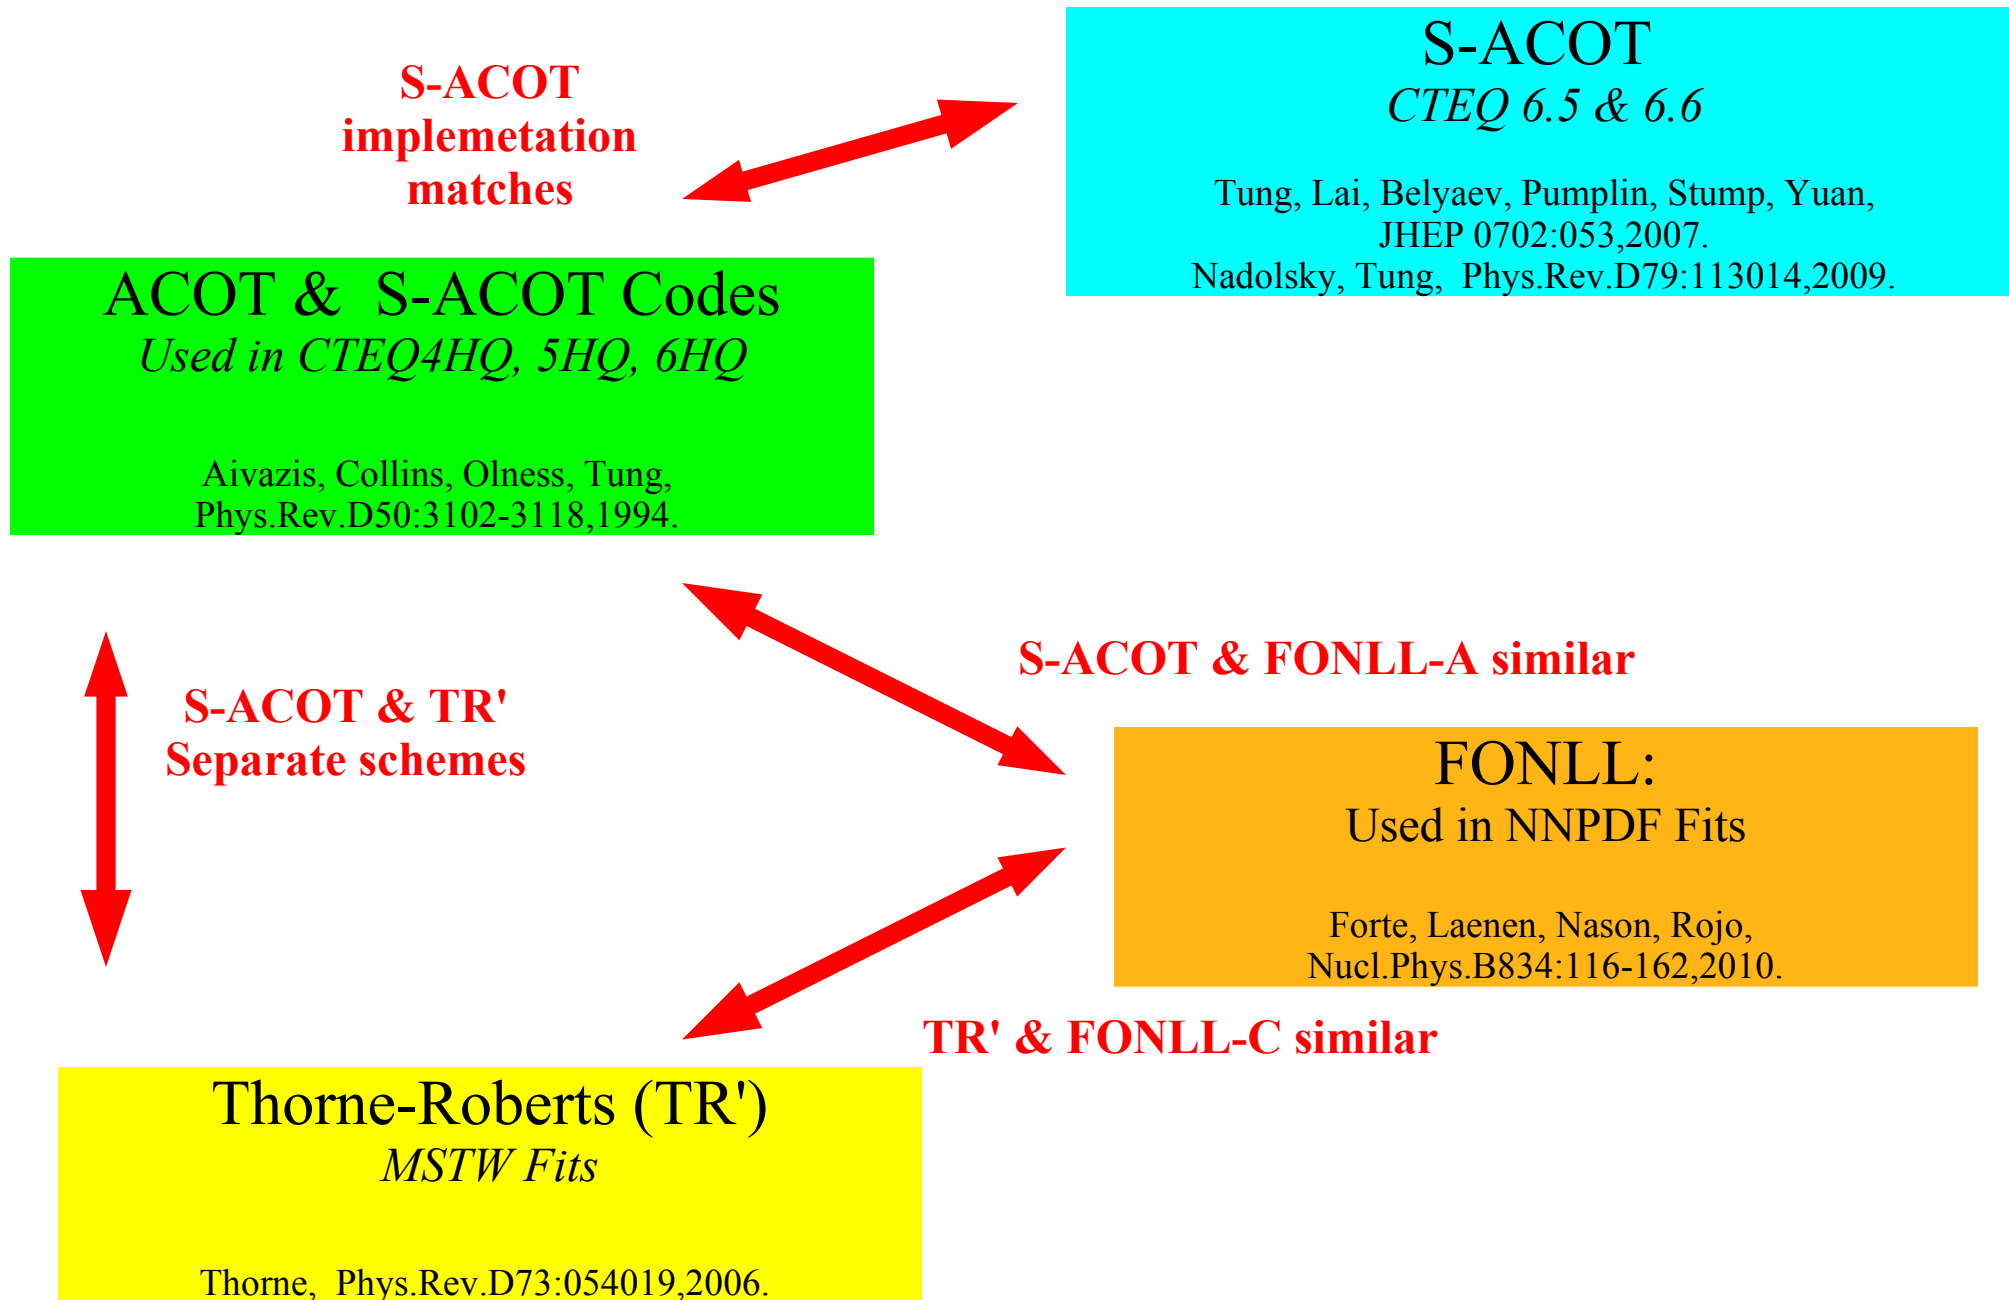 S-ACOT
implemetation
matches
S-ACOT
CTEQ 6.5 & 6.6
Tung, Lai, Belyaev, Pumplin, Stump, Yuan,
JHEP 0702:053,2007.
Nadolsky, Tung, Phys.Rev.D79:113014,2009.
ACOT & S-ACOT Codes
Used in CTEQ4HQ, 5HQ, 6HQ
Aivazis, Collins, Olness, Tung,
Phys.Rev.D50:3102-3118,1994.
S-ACOT & FONLL-A similar
S-ACOT & TR'
Separate schemes
FONLL:
Used in NNPDF Fits
Forte, Laenen, Nason, Rojo,
Nucl.Phys.B834:116-162,2010.
TR' & FONLL-C similar
Thorne-Roberts (TR')
MSTW Fits
Thorne, Phys.Rev.D73:054019,2006.